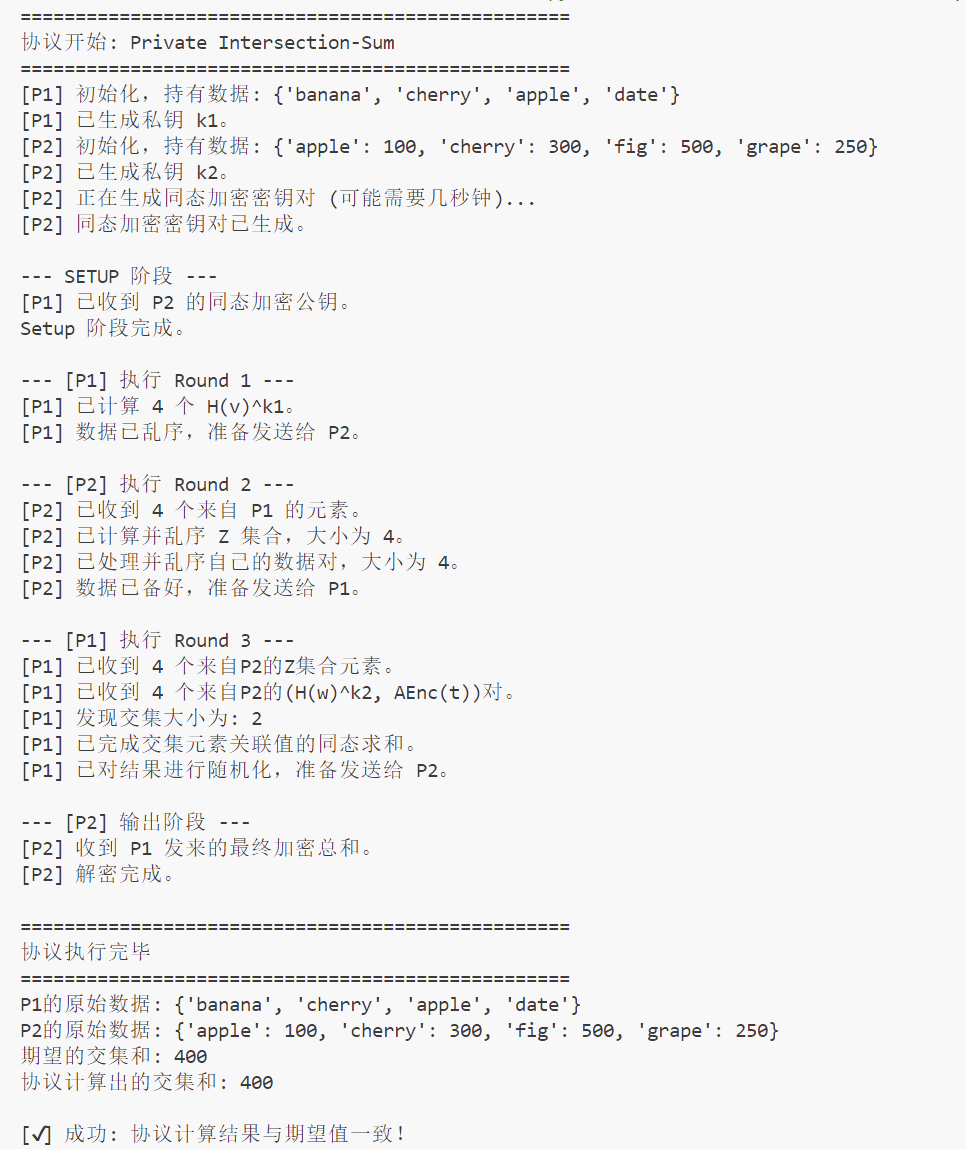 ==================================================
协议开始: Private Intersection-Sum
==================================================
[P1] 初始化，持有数据: {'banana', 'cherry', 'apple', 'date'}
[P1] 已生成私钥 k1。
[P2] 初始化，持有数据: {'apple': 100, 'cherry': 300, 'fig': 500, 'grape': 250}
[P2] 已生成私钥 k2。
[P2] 正在生成同态加密密钥对 (可能需要几秒钟)...
[P2] 同态加密密钥对已生成。
--- SETUP 阶段 ---
[P1] 已收到 P2 的同态加密公钥。
Setup 阶段完成。
--- [P1] 执行 Round 1 ---
[P1] 已计算 4 个 H(v)^k1。
[P1] 数据已乱序，准备发送给 P2。
--- [P2] 执行 Round 2 ---
[P2] 已收到 4 个来自 P1 的元素。
[P2] 已计算并乱序 Z 集合，大小为 4。
[P2] 已处理并乱序自己的数据对，大小为 4。
[P2] 数据已备好，准备发送给 P1。
--- [P1] 执行 Round 3 ---
[P1] 已收到 4 个来自P2的Z集合元素。
[P1] 已收到 4 个来自P2的(H(w)^k2, AEnc(t))对。
[P1] 发现交集大小为: 2
[P1] 已完成交集元素关联值的同态求和。
[P1] 已对结果进行随机化，准备发送给 P2。
--- [P2] 输出阶段 ---
[P2] 收到 P1 发来的最终加密总和。
[P2] 解密完成。
==================================================
协议执行完毕
==================================================
P1的原始数据: {'banana', 'cherry', 'apple', 'date'}
P2的原始数据: {'apple': 100, 'cherry': 300, 'fig': 500, 'grape': 250}
期望的交集和: 400
协议计算出的交集和: 400
[✓] 成功: 协议计算结果与期望值一致!